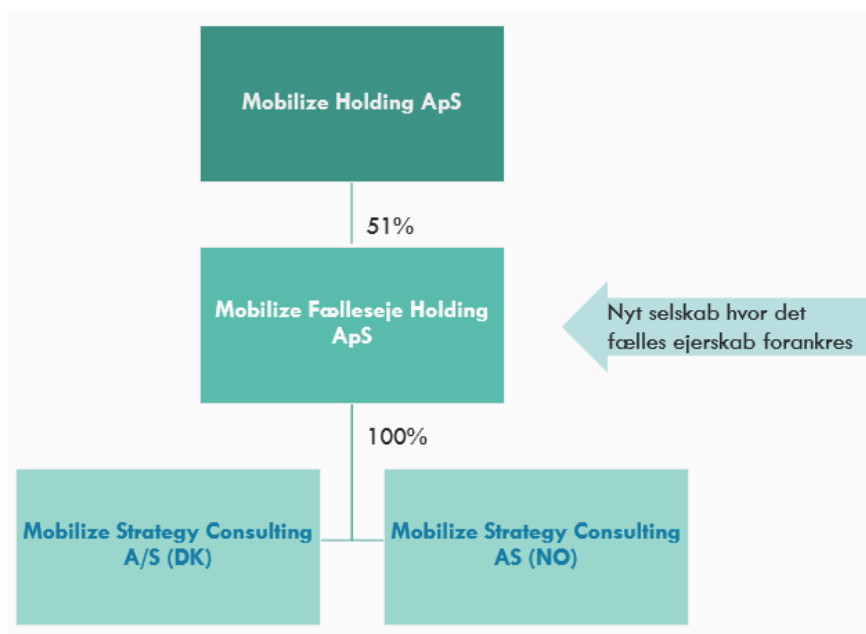 Mobilize Holding ApS
51%
Mobilize Fælleseje Holding
ApS
Nyt selskab hvor det
fælles ejerskab forankres
100%
Mobilize Strategy Consulting
A/S (DK)
Mobilize Strategy Consulting
AS (NO)